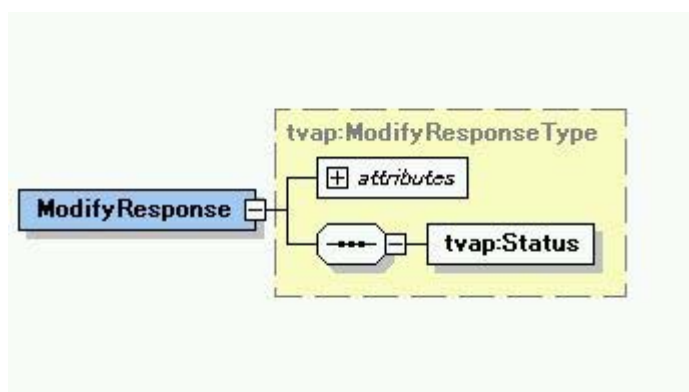 tvap:ModifyResponseType
attributes
ModifyResponse
tvap:Status